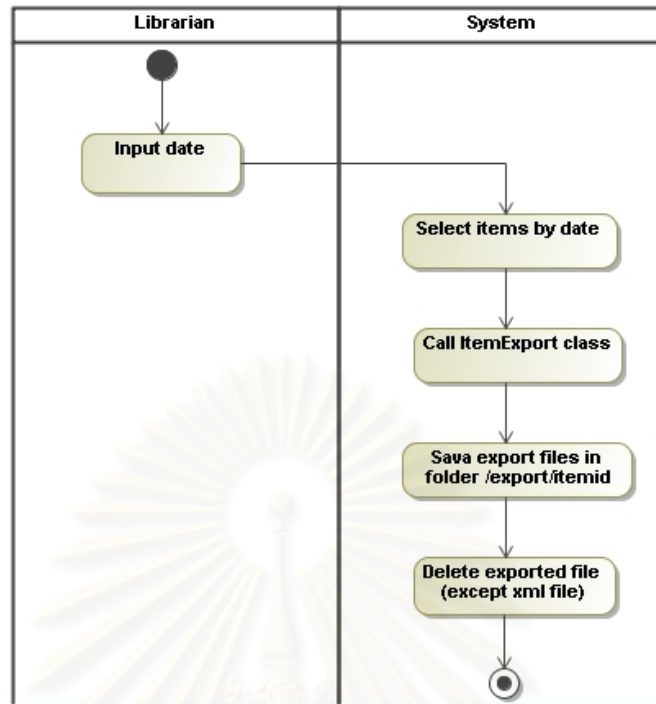 Librarian
System
Input date
Select items by date
Call ItemExport class
Sava export files in
folder /export/itemid
Delete exported file
(except xml file)